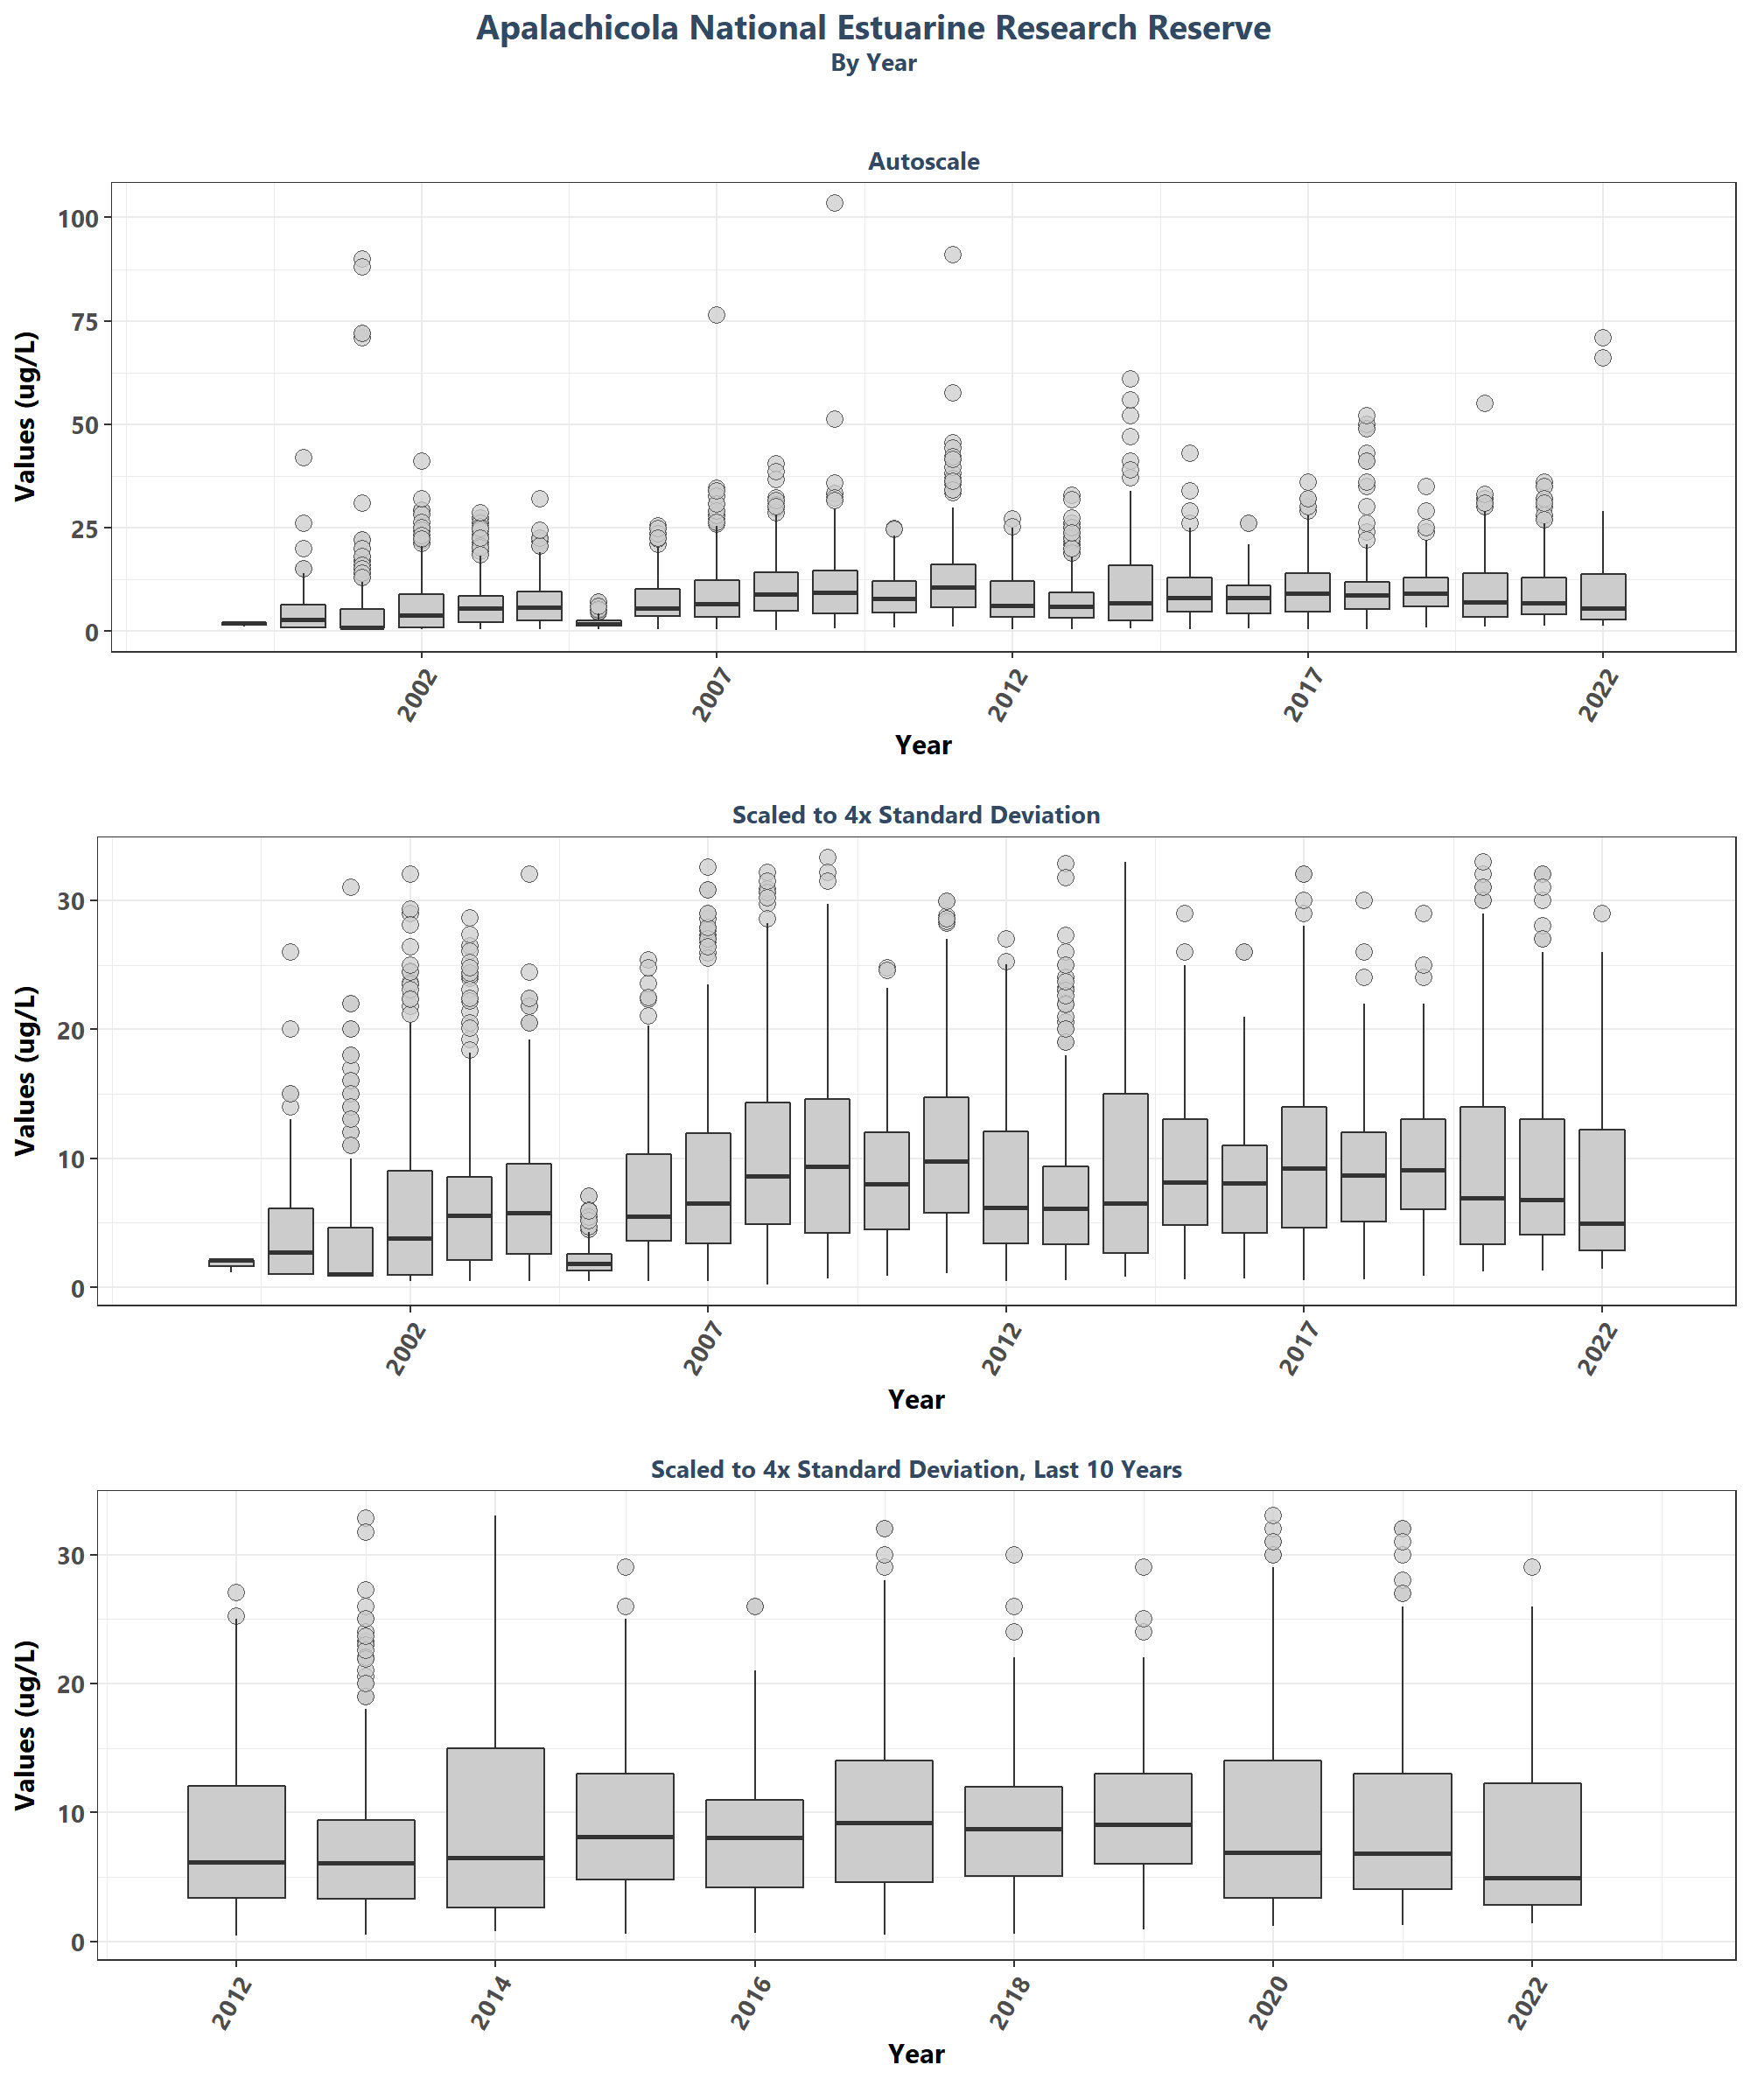 Apalachicola National Estuarine Research Reserve
By Year
Autoscale
Values (ug/L)
100
75
50
25
0
2002 2007 2012 2017 2022
Year
Scaled to 4x Standard Deviation
Values (ug/L)
30
20
10
0
2002 2007 2012 2017 2022
Year
Scaled to 4x Standard Deviation, Last 10 Years
Values (ug/L)
30
20
10
0
2012 2014 2016 2018 2020 2022
Year